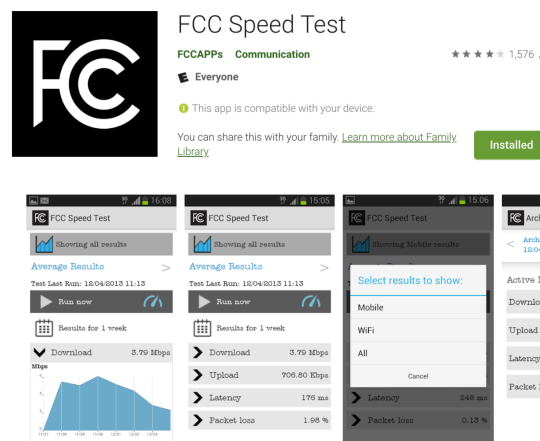 FCC Speed Test
FCCAPPs Communication
1,576
Everyone
This app is compatible with your device.
You can share this with your family. Learn more about Family
Library
Installed
16:08
FCC Speed Test
Showing all results
Average Results >
Test Last Run: 12/04/2013 11:13
Run now
Results for 1 week
Download 3.79 Mbps
Mbps
15:05
FCC Speed Test
Showing all results
Average Results >
Test Last Run: 12/04/2013 11:13
Run now
Results for 1 week
Download 3.79 Mbps
Upload 706.80 Kbps
Latency 176 ms
Packet loss 1.98 %
15:06
FCC Speed Test
Showing Mobile results
Select results to show:
Mobile
WiFi
All
Cancel
Latency 248 ms
Packet loss 0.13 %
Active
Upload
Latency
Packet